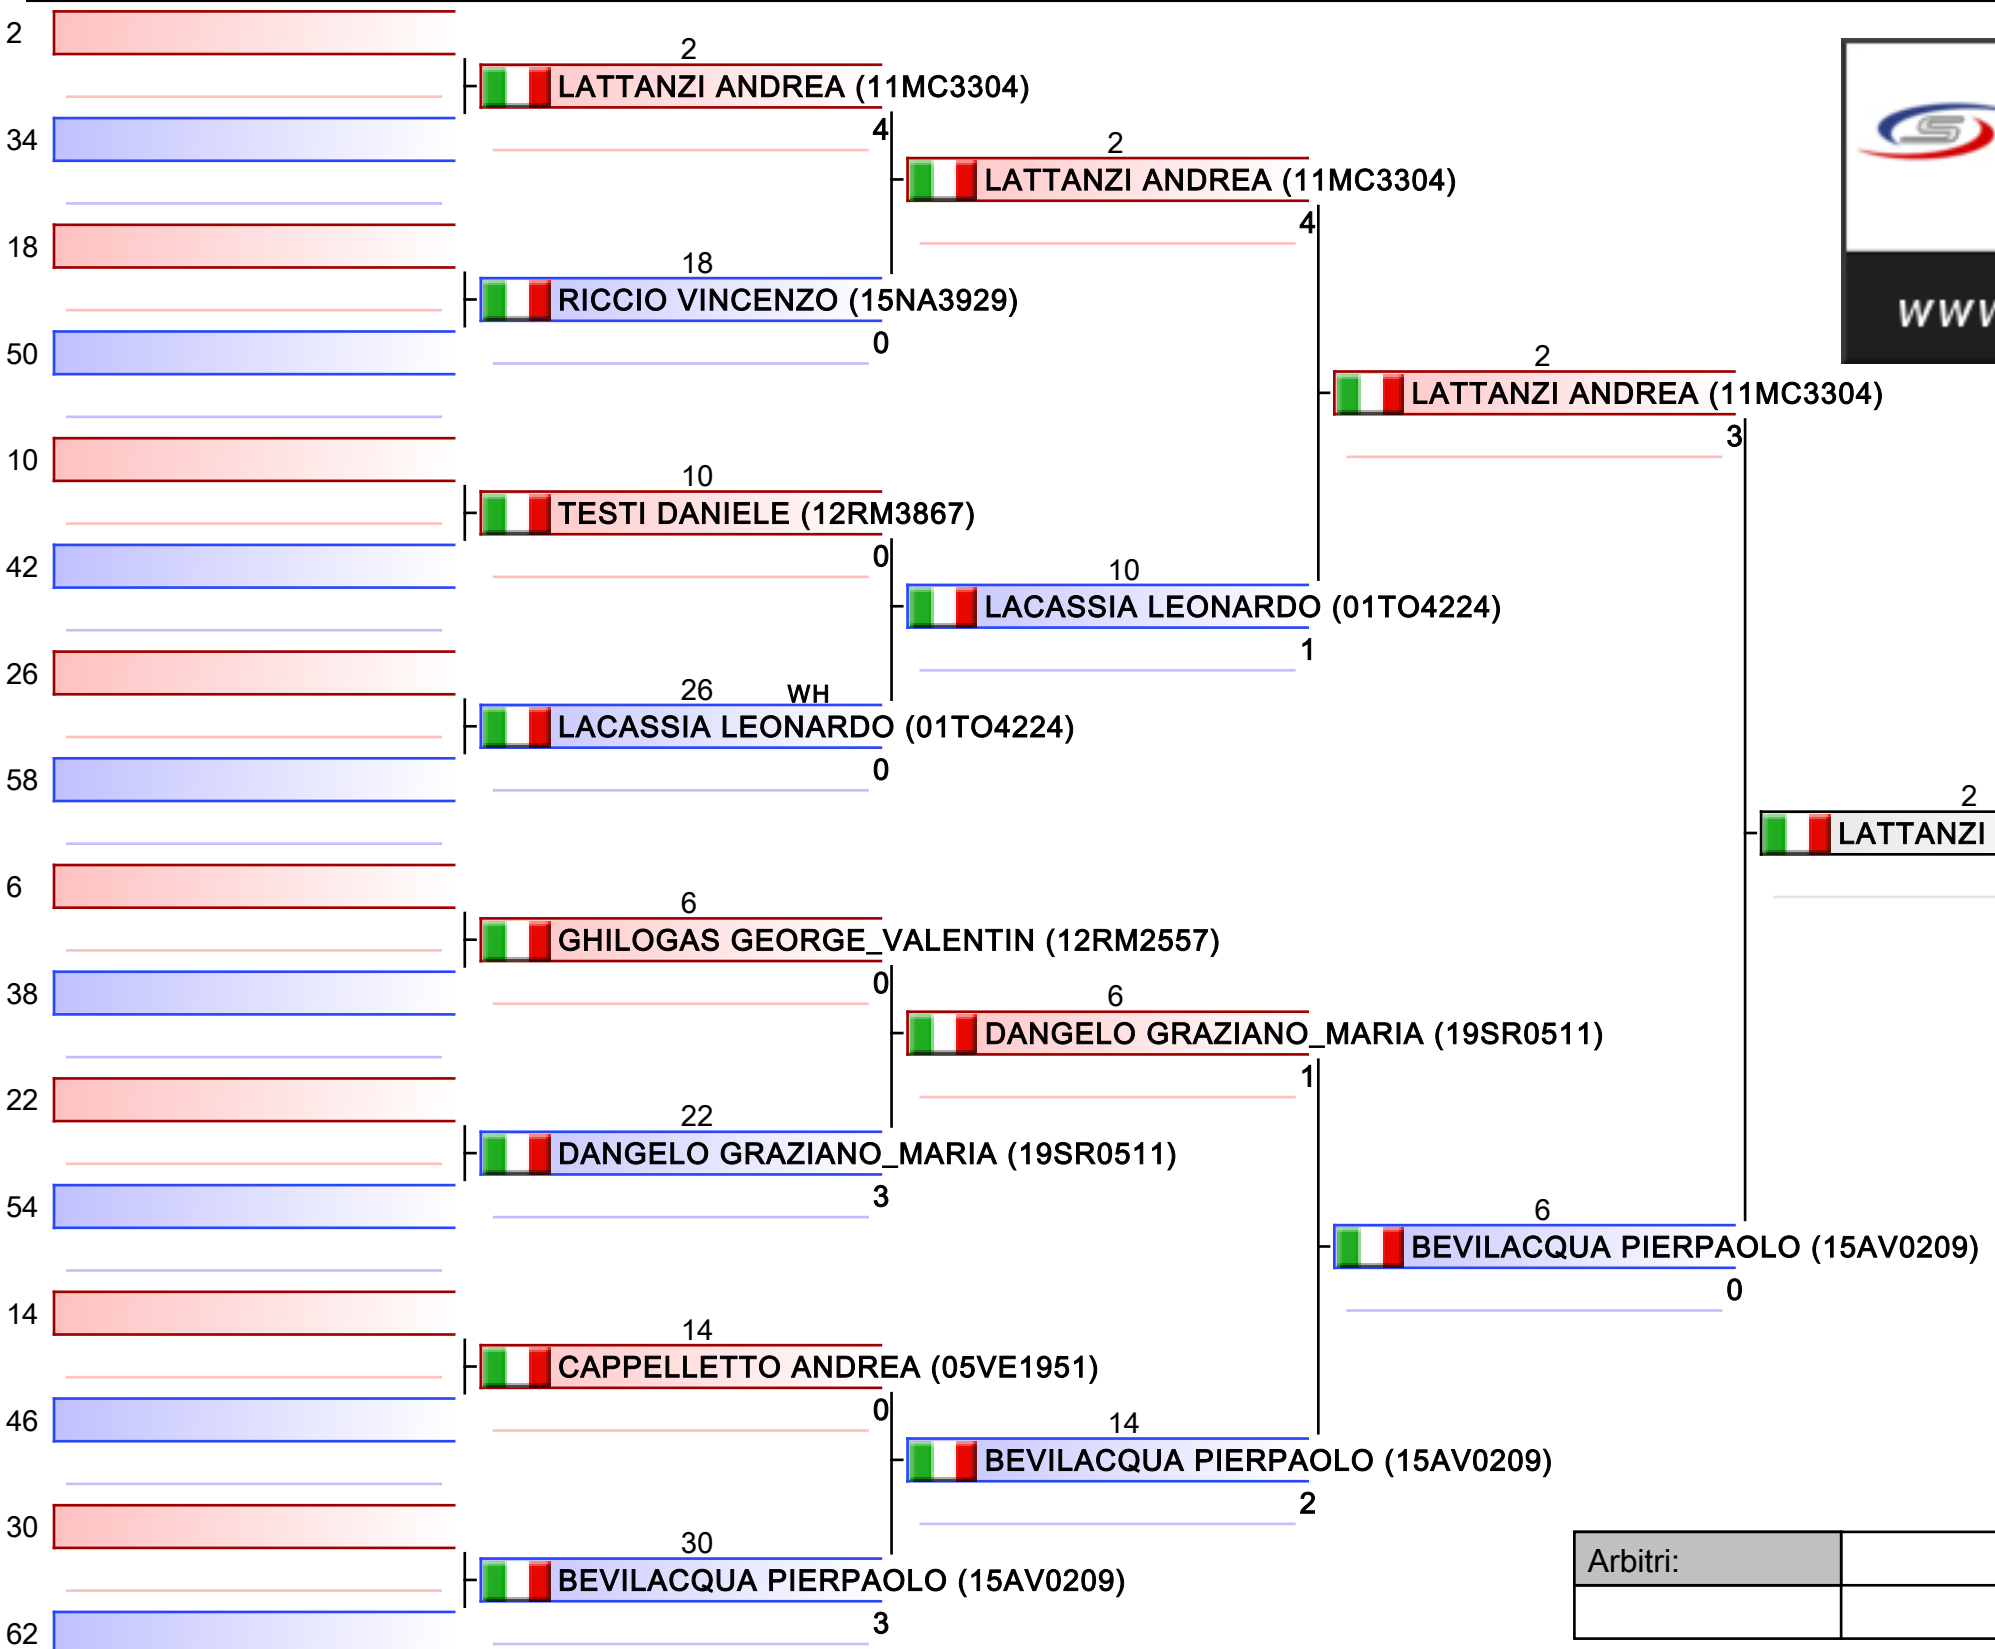 2
2
LATTANZI ANDREA (11MC3304)
4
34
2
LATTANZI ANDREA (11MC3304)
4
18
18
RICCIO VINCENZO (15NA3929)
0
50
WWW
2
LATTANZI ANDREA (11MC3304)
3
10
10
TESTI DANIELE (12RM3867)
0
42
10
LACASSIA LEONARDO (01TO4224)
1
26
26 WH
LACASSIA LEONARDO (01TO4224)
0
58
2
LATTANZI
6
6
GHILOGAS GEORGE_VALENTIN (12RM2557)
0
38
6
DANGELO GRAZIANO_MARIA (19SR0511)
1
22
22
DANGELO GRAZIANO_MARIA (19SR0511)
3
54
6
BEVILACQUA PIERPAOLO (15AV0209)
0
14
14
CAPPELLETTO ANDREA (05VE1951)
0
46
14
BEVILACQUA PIERPAOLO (15AV0209)
2
30
30
BEVILACQUA PIERPAOLO (15AV0209)
3
62
Arbitri: